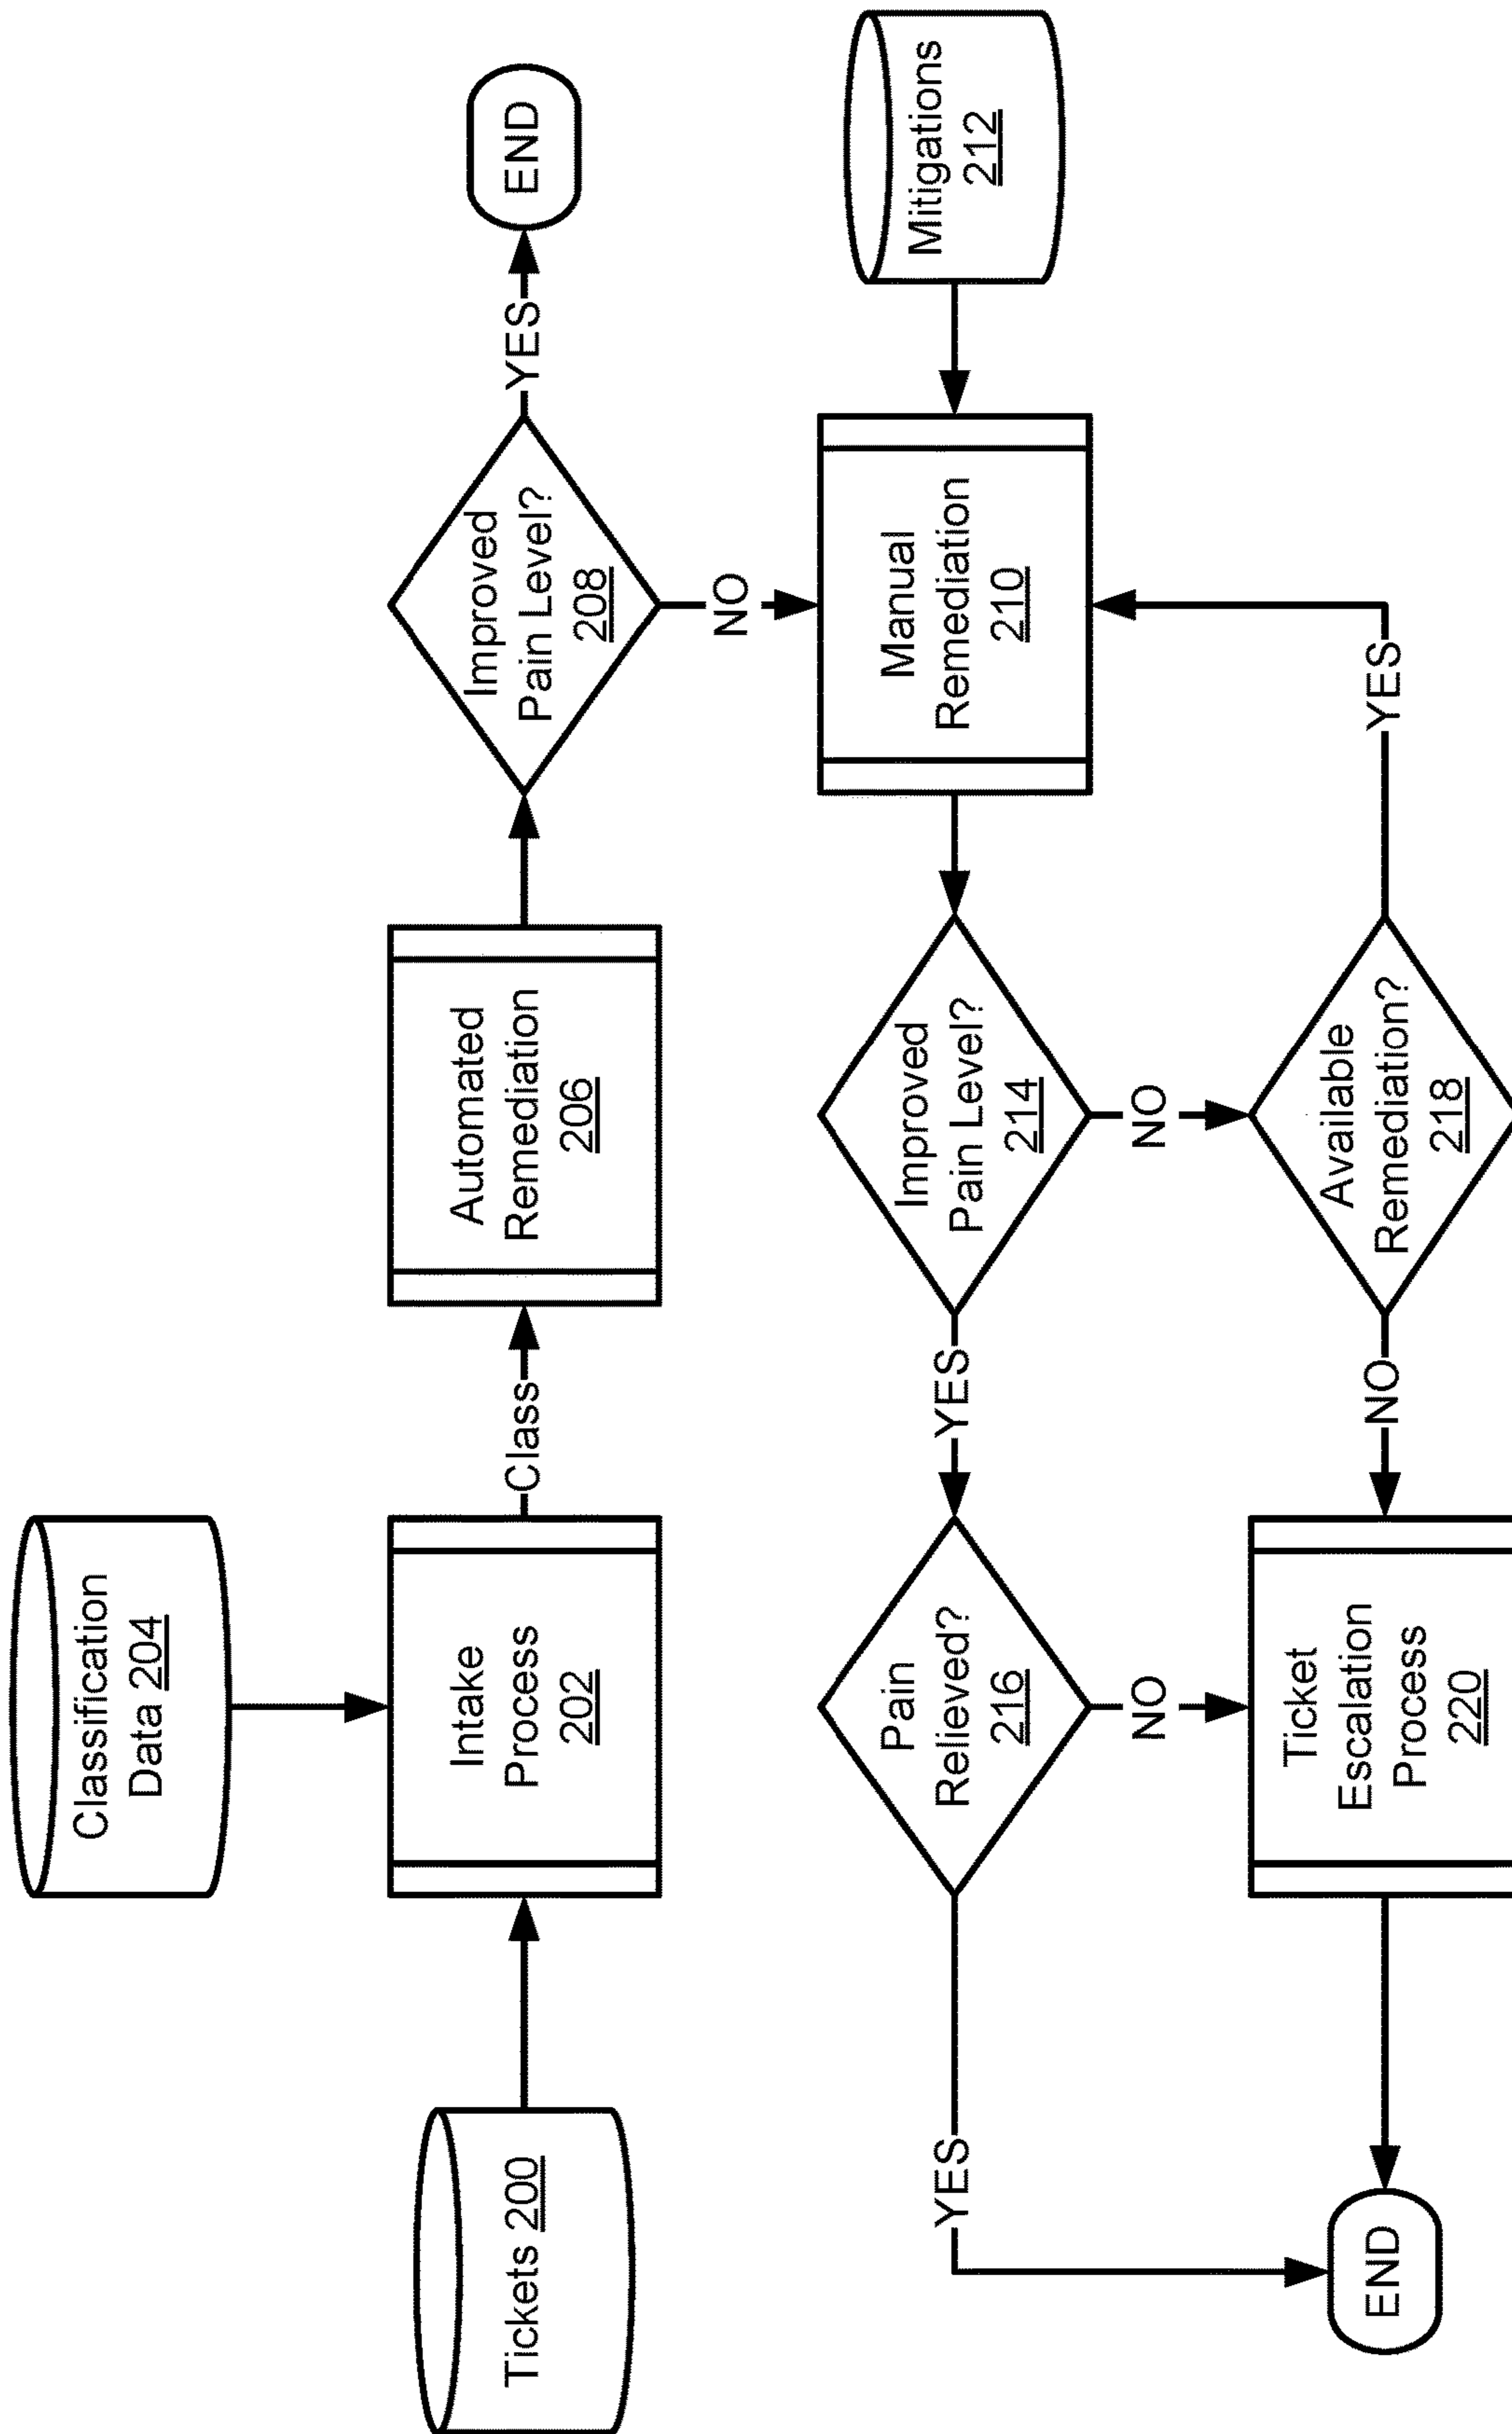 Classification
Data 204
Tickets 200
Intake
Process
202
Class
Automated
Remediation
206
Improved
Pain Level?
208
YES
END
NO
Mitigations
212
Manual
Remediation
210
Improved
Pain Level?
214
YES
NO
Pain
Relieved?
216
YES
NO
Available
Remediation?
218
YES
NO
Ticket
Escalation
Process
220
END